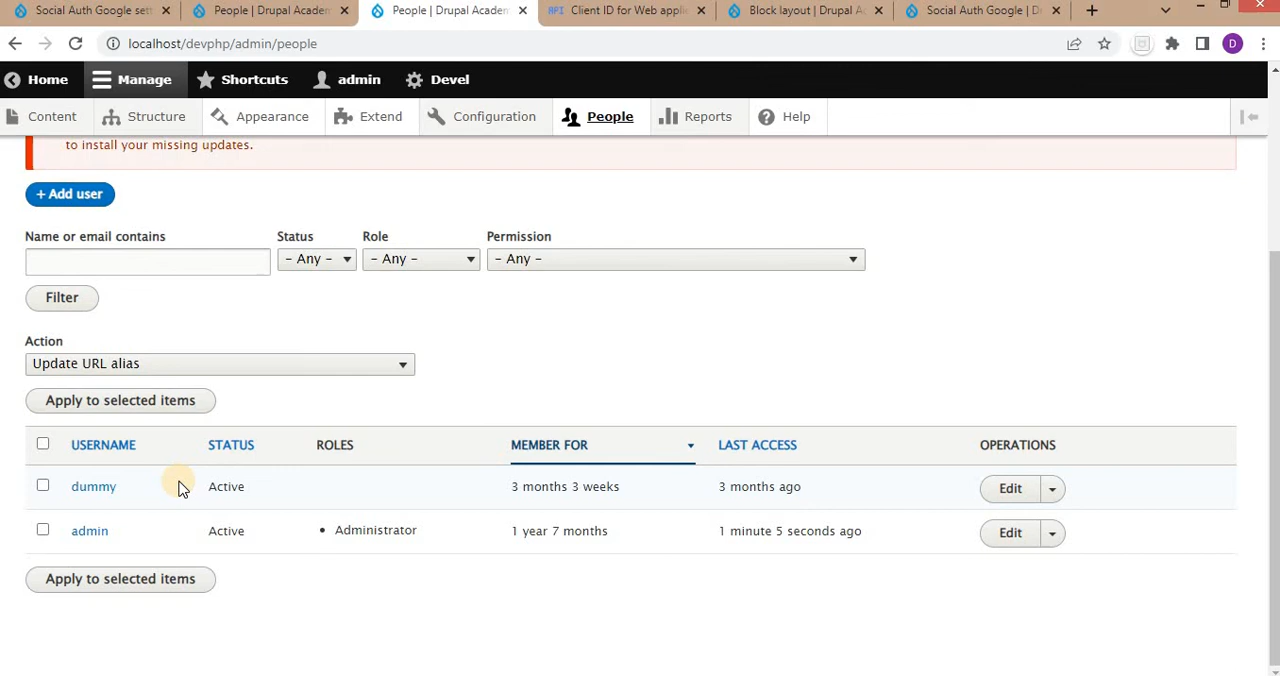 Social Auth Google set
People | Drupal Academ
People | Drupal Academ
API Client ID for Web appli
Block layout | Drupal A
Social Auth Google | D
localhost/devphp/admin/people
D
Home Manage Shortcuts admin Devel
Content Structure Appearance Extend Configuration People Reports Help
to install your missing updates.
+ Add user
Name or email contains Status Role Permission
- Any - - Any - - Any -
Filter
Action
Update URL alias
Apply to selected items
USERNAME STATUS ROLES MEMBER FOR LAST ACCESS OPERATIONS
dummy Active 3 months 3 weeks 3 months ago Edit
admin Active • Administrator 1 year 7 months 1 minute 5 seconds ago Edit
Apply to selected items